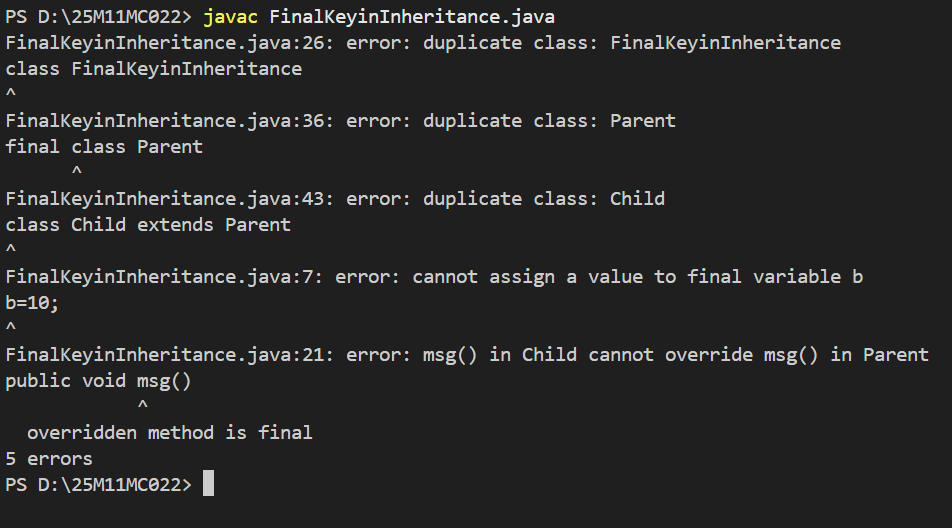 PS D:\25M11MC022> javac FinalKeyinInheritance.java
FinalKeyinInheritance.java:26: error: duplicate class: FinalKeyinInheritance
class FinalKeyinInheritance
^
FinalKeyinInheritance.java:36: error: duplicate class: Parent
final class Parent
      ^
FinalKeyinInheritance.java:43: error: duplicate class: Child
class Child extends Parent
^
FinalKeyinInheritance.java:7: error: cannot assign a value to final variable b
b=10;
^
FinalKeyinInheritance.java:21: error: msg() in Child cannot override msg() in Parent
public void msg()
            ^
  overridden method is final
5 errors
PS D:\25M11MC022>